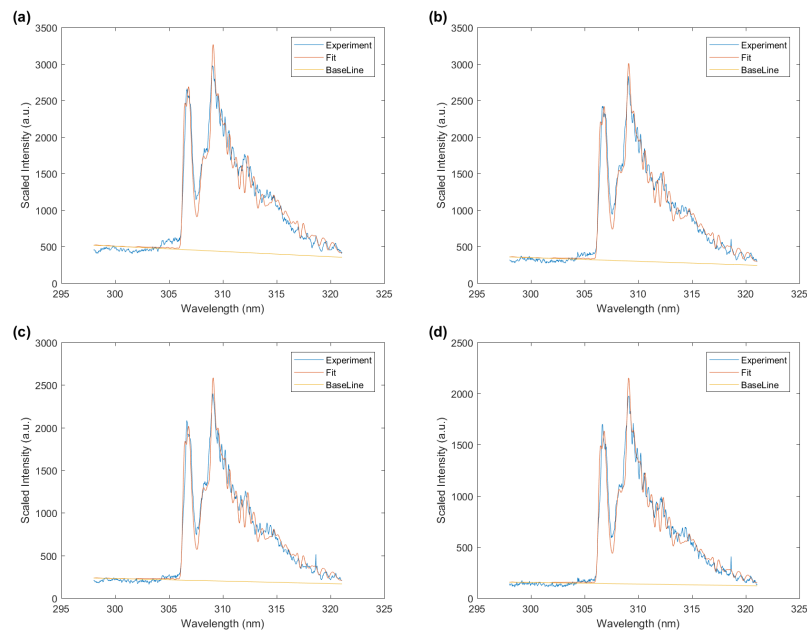 (a)
3500
3000
2500
2000
1500
1000
500
0
Scaled Intensity (a.u.)
295 300 305 310 315 320 325
Wavelength (nm)
Experiment
Fit
BaseLine
(b)
3500
3000
2500
2000
1500
1000
500
0
Scaled Intensity (a.u.)
295 300 305 310 315 320 325
Wavelength (nm)
Experiment
Fit
BaseLine
(c)
3000
2500
2000
1500
1000
500
0
Scaled Intensity (a.u.)
295 300 305 310 315 320 325
Wavelength (nm)
Experiment
Fit
BaseLine
(d)
2500
2000
1500
1000
500
0
Scaled Intensity (a.u.)
295 300 305 310 315 320 325
Wavelength (nm)
Experiment
Fit
BaseLine